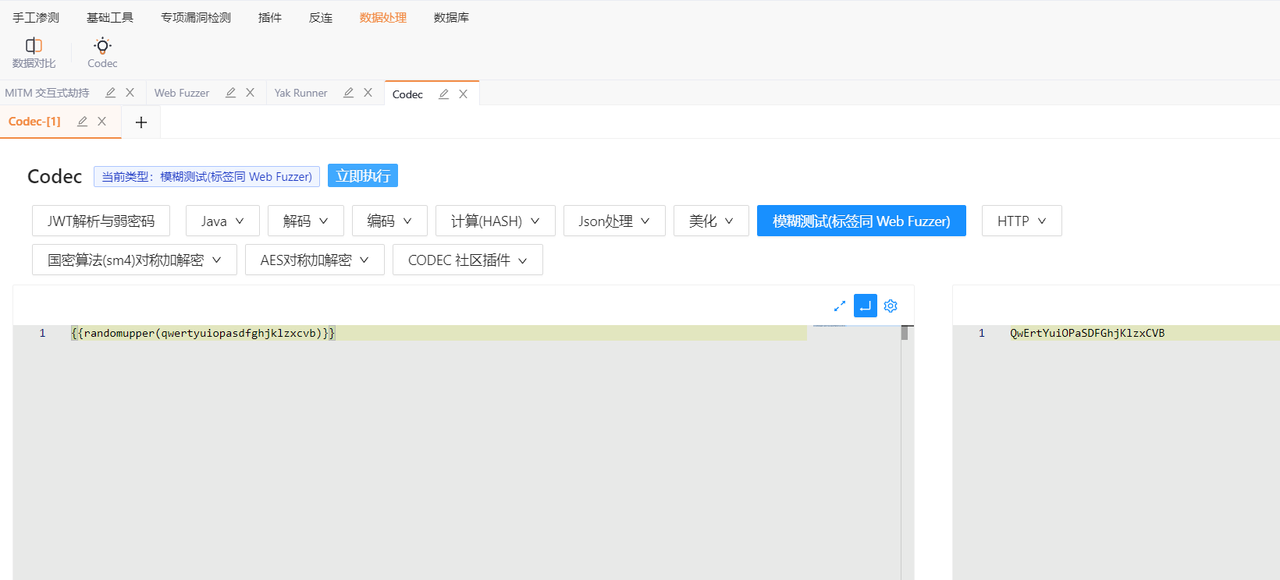 手工渗测 基础工具 专项漏洞检测 插件 反连 数据处理 数据库
数据对比 Codec
MITM 交互式劫持 Web Fuzzer Yak Runner Codec
Codec-[1]
Codec 当前类型：模糊测试(标签同 Web Fuzzer) 立即执行
JWT解析与弱密码 Java 解码 编码 计算(HASH) Json处理 美化 模糊测试(标签同 Web Fuzzer) HTTP
国密算法(sm4)对称加解密 AES对称加解密 CODEC 社区插件
1 {{randomupper(qwertyuiopasdfghjklzxcvb)}} 1 QwErtYuiOPaSDFGhjKlzxCVB